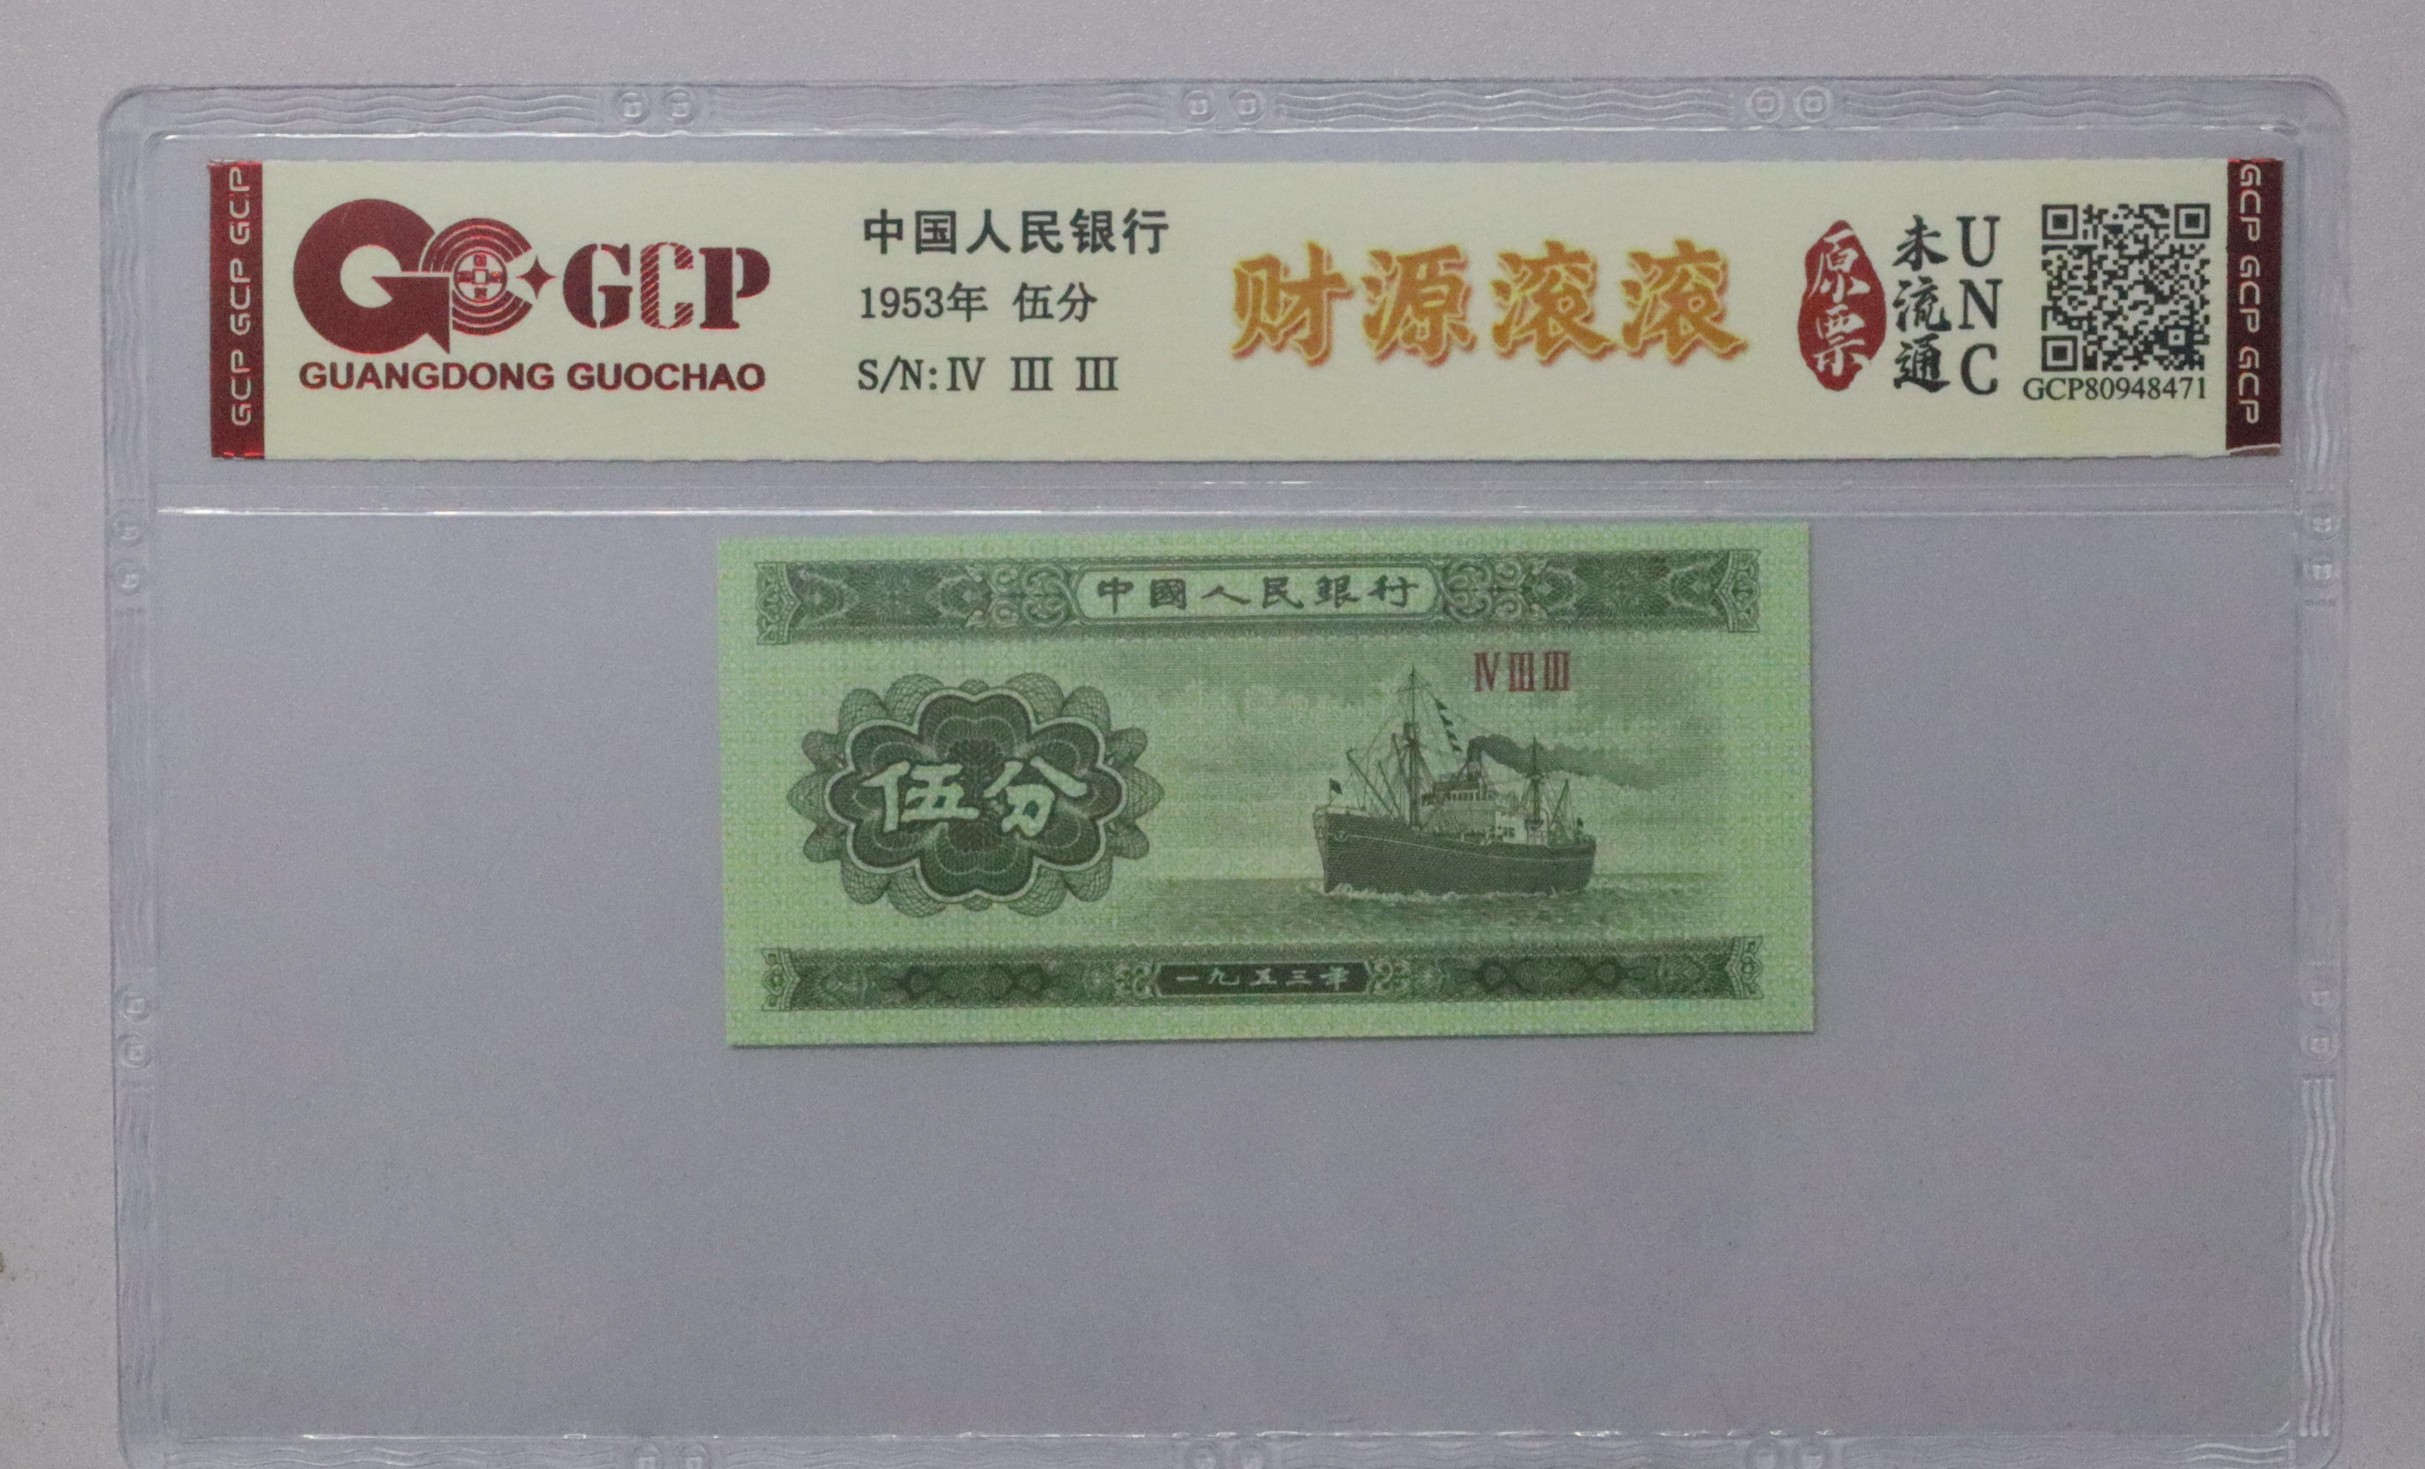 GCP GCP GCP
GCP
GUANGDONG GUOCHAO
中国人民银行
1953年 伍分
S/N: Ⅳ Ⅲ Ⅲ
财源滚滚
原票
未流通
UNC
GCP80948471
GCP GCP GCP
中國人民銀行
ⅣⅢⅢ
伍分
一九五三年